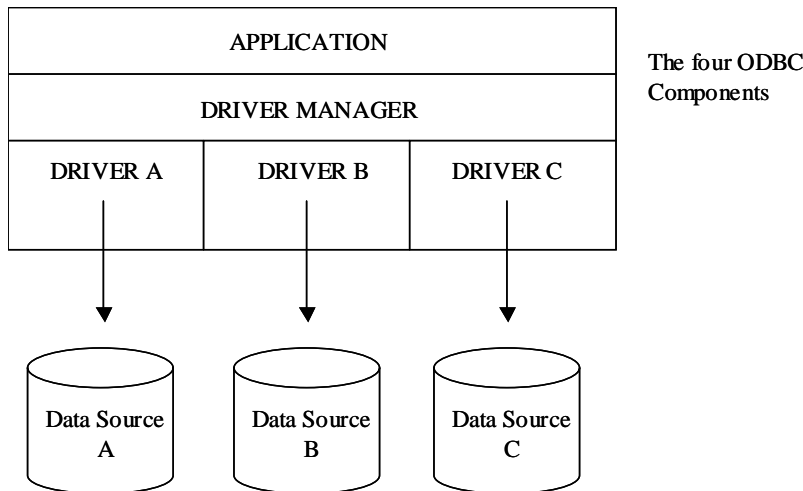 APPLICATION
The four ODBC
Components
DRIVER MANAGER
DRIVER A
DRIVER B
DRIVER C
Data Source
A
Data Source
B
Data Source
C